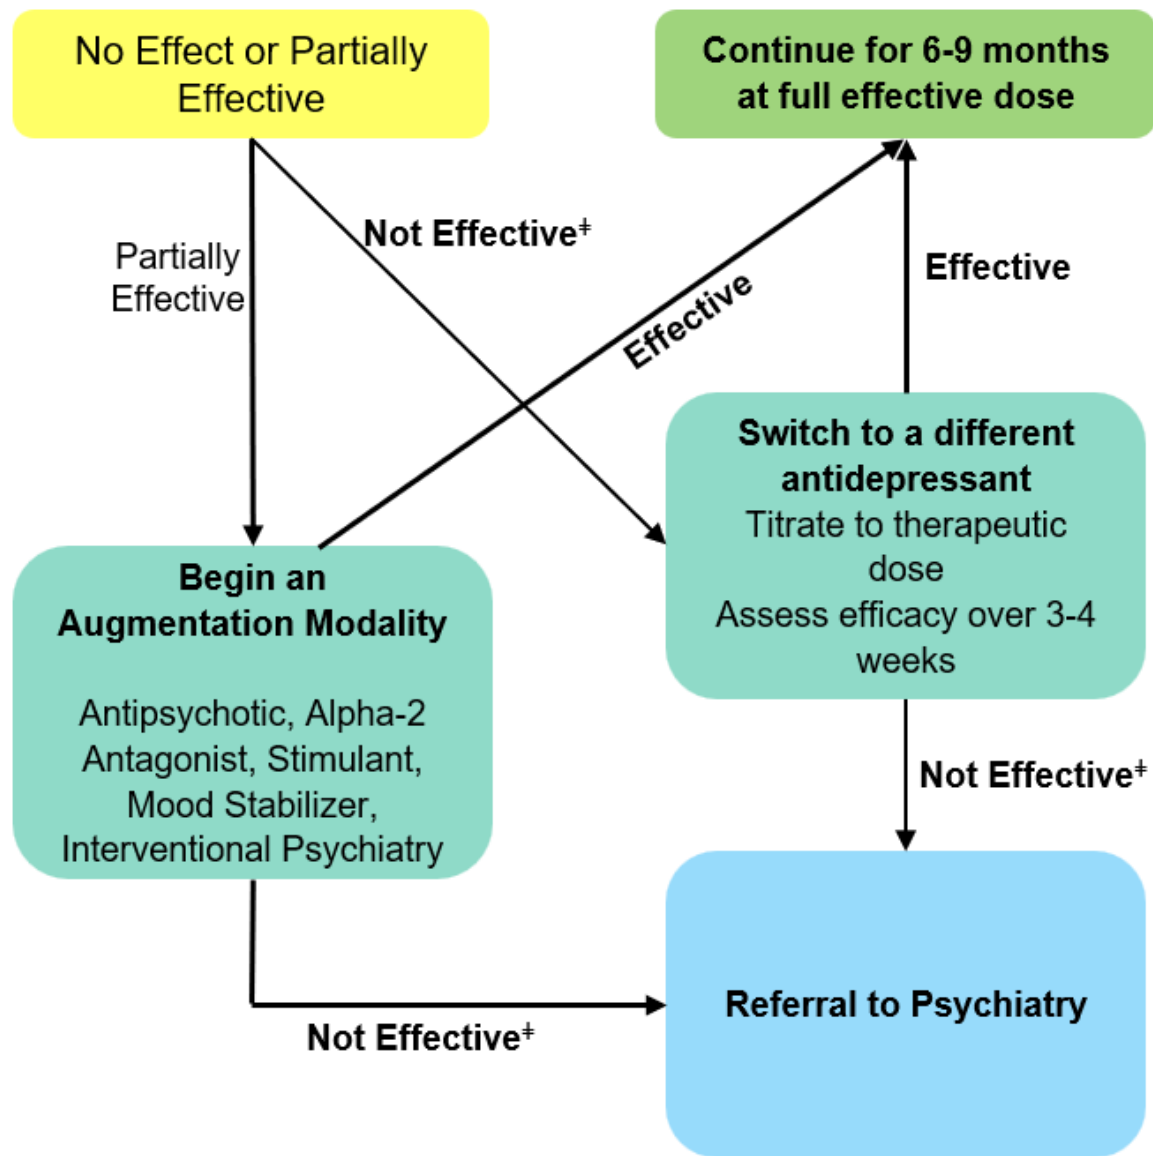 No Effect or Partially
Effective
Continue for 6-9 months
at full effective dose
Partially
Effective
Not Effective‡
Effective
Effective
Switch to a different
antidepressant
Titrate to therapeutic
dose
Assess efficacy over 3-4
weeks
Begin an
Augmentation Modality
Antipsychotic, Alpha-2
Antagonist, Stimulant,
Mood Stabilizer,
Interventional Psychiatry
Not Effective‡
Not Effective‡
Referral to Psychiatry